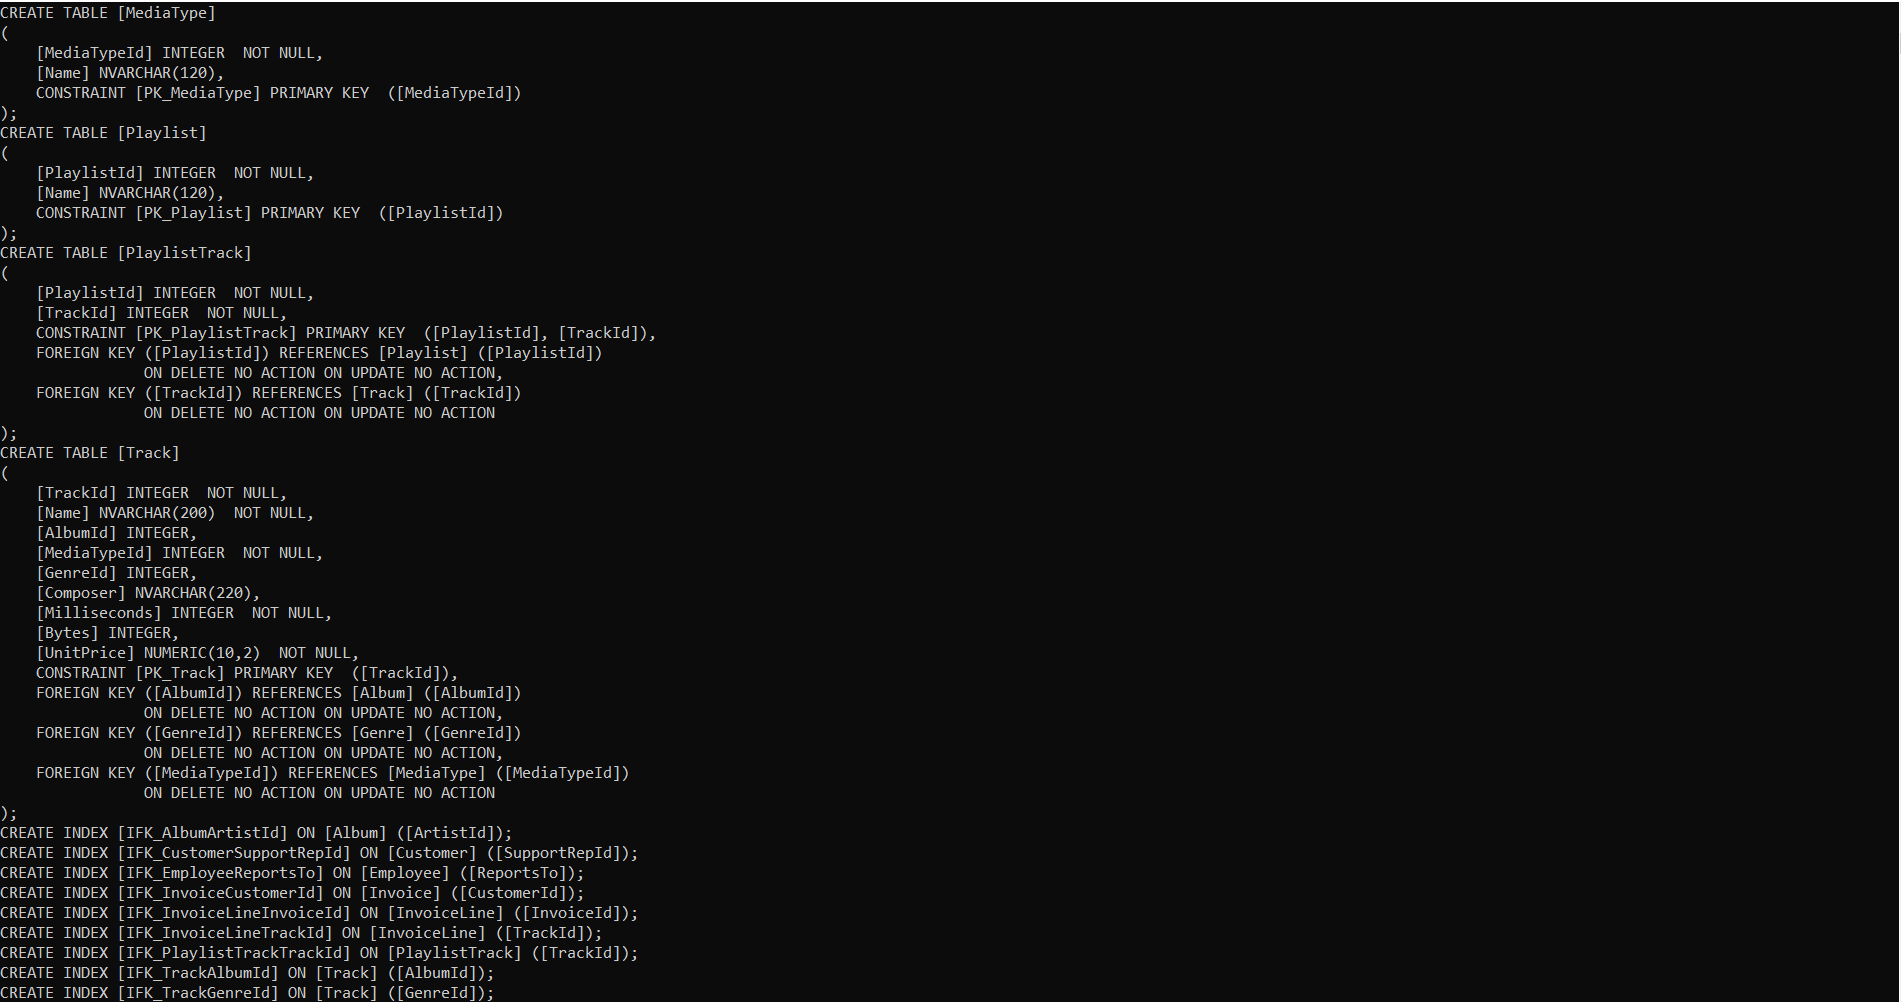 CREATE TABLE [MediaType]
(
    [MediaTypeId] INTEGER  NOT NULL,
    [Name] NVARCHAR(120),
    CONSTRAINT [PK_MediaType] PRIMARY KEY  ([MediaTypeId])
);
CREATE TABLE [Playlist]
(
    [PlaylistId] INTEGER  NOT NULL,
    [Name] NVARCHAR(120),
    CONSTRAINT [PK_Playlist] PRIMARY KEY  ([PlaylistId])
);
CREATE TABLE [PlaylistTrack]
(
    [PlaylistId] INTEGER  NOT NULL,
    [TrackId] INTEGER  NOT NULL,
    CONSTRAINT [PK_PlaylistTrack] PRIMARY KEY  ([PlaylistId], [TrackId]),
    FOREIGN KEY ([PlaylistId]) REFERENCES [Playlist] ([PlaylistId])
                ON DELETE NO ACTION ON UPDATE NO ACTION,
    FOREIGN KEY ([TrackId]) REFERENCES [Track] ([TrackId])
                ON DELETE NO ACTION ON UPDATE NO ACTION
);
CREATE TABLE [Track]
(
    [TrackId] INTEGER  NOT NULL,
    [Name] NVARCHAR(200)  NOT NULL,
    [AlbumId] INTEGER,
    [MediaTypeId] INTEGER  NOT NULL,
    [GenreId] INTEGER,
    [Composer] NVARCHAR(220),
    [Milliseconds] INTEGER  NOT NULL,
    [Bytes] INTEGER,
    [UnitPrice] NUMERIC(10,2)  NOT NULL,
    CONSTRAINT [PK_Track] PRIMARY KEY  ([TrackId]),
    FOREIGN KEY ([AlbumId]) REFERENCES [Album] ([AlbumId])
                ON DELETE NO ACTION ON UPDATE NO ACTION,
    FOREIGN KEY ([GenreId]) REFERENCES [Genre] ([GenreId])
                ON DELETE NO ACTION ON UPDATE NO ACTION,
    FOREIGN KEY ([MediaTypeId]) REFERENCES [MediaType] ([MediaTypeId])
                ON DELETE NO ACTION ON UPDATE NO ACTION
);
CREATE INDEX [IFK_AlbumArtistId] ON [Album] ([ArtistId]);
CREATE INDEX [IFK_CustomerSupportRepId] ON [Customer] ([SupportRepId]);
CREATE INDEX [IFK_EmployeeReportsTo] ON [Employee] ([ReportsTo]);
CREATE INDEX [IFK_InvoiceCustomerId] ON [Invoice] ([CustomerId]);
CREATE INDEX [IFK_InvoiceLineInvoiceId] ON [InvoiceLine] ([InvoiceId]);
CREATE INDEX [IFK_InvoiceLineTrackId] ON [InvoiceLine] ([TrackId]);
CREATE INDEX [IFK_PlaylistTrackTrackId] ON [PlaylistTrack] ([TrackId]);
CREATE INDEX [IFK_TrackAlbumId] ON [Track] ([AlbumId]);
CREATE INDEX [IFK_TrackGenreId] ON [Track] ([GenreId]);